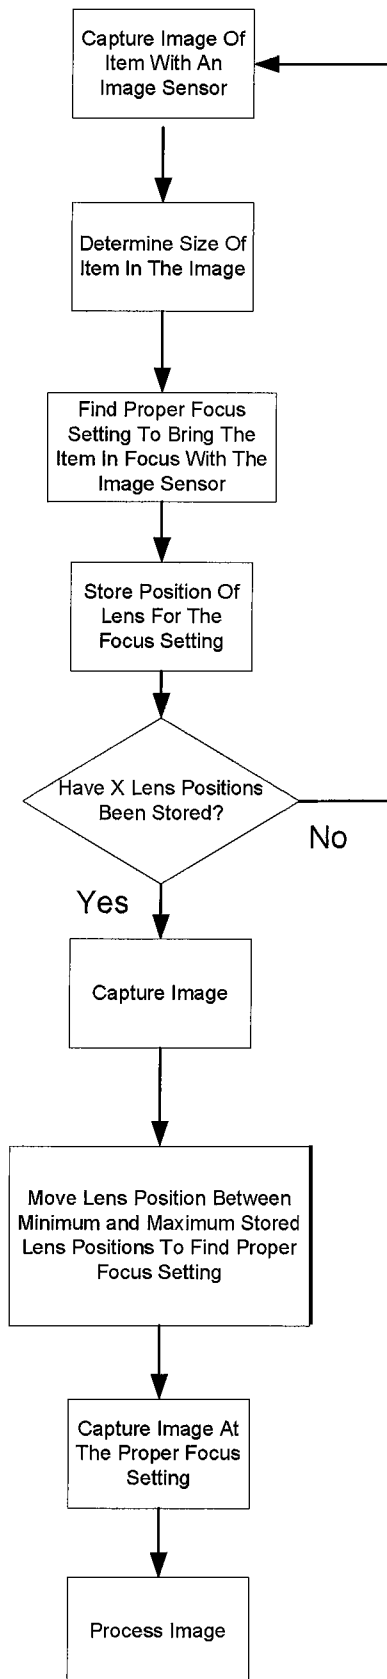 Capture Image Of
Item With An
Image Sensor
Determine Size Of
Item In The Image
Find Proper Focus
Setting To Bring The
Item In Focus With The
Image Sensor
Store Position Of
Lens For The
Focus Setting
Have X Lens Positions
Been Stored?
No
Yes
Capture Image
Move Lens Position Between
Minimum and Maximum Stored
Lens Positions To Find Proper
Focus Setting
Capture Image At
The Proper Focus
Setting
Process Image